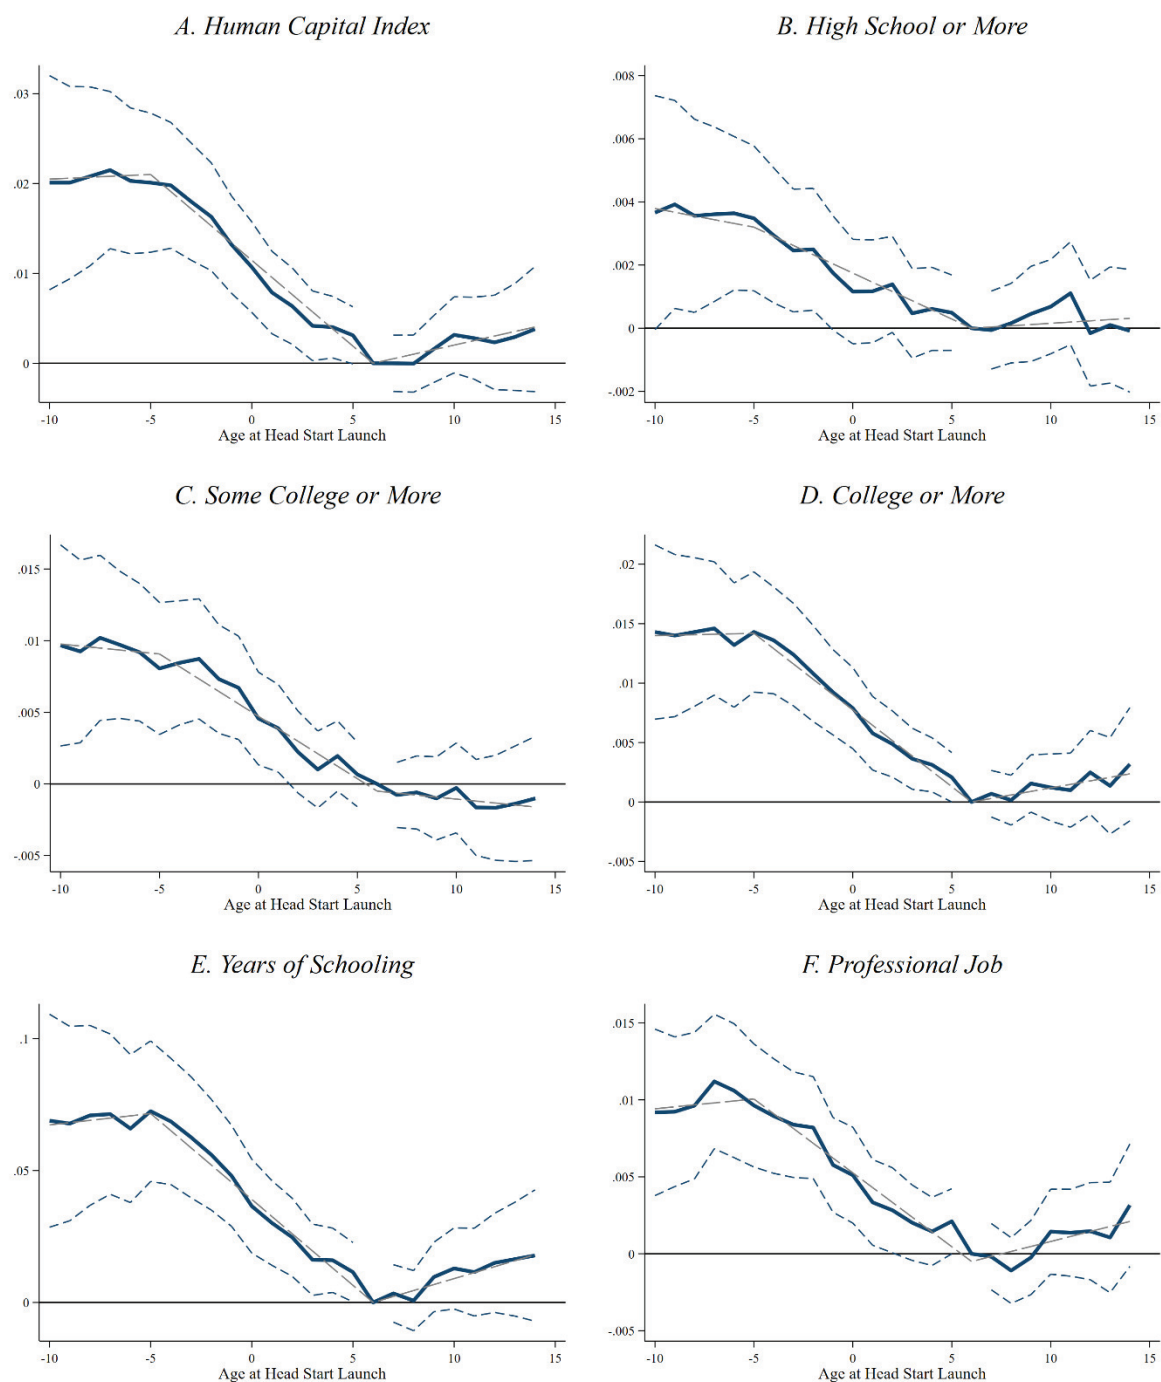 A. Human Capital Index
.03
.02
.01
0
-10 -5 0 5 10 15
Age at Head Start Launch
B. High School or More
.008
.006
.004
.002
0
-.002
-10 -5 0 5 10 15
Age at Head Start Launch
C. Some College or More
.015
.01
.005
0
-.005
-10 -5 0 5 10 15
Age at Head Start Launch
D. College or More
.02
.015
.01
.005
0
-.005
-10 -5 0 5 10 15
Age at Head Start Launch
E. Years of Schooling
.1
.05
0
-10 -5 0 5 10 15
Age at Head Start Launch
F. Professional Job
.015
.01
.005
0
-.005
-10 -5 0 5 10 15
Age at Head Start Launch